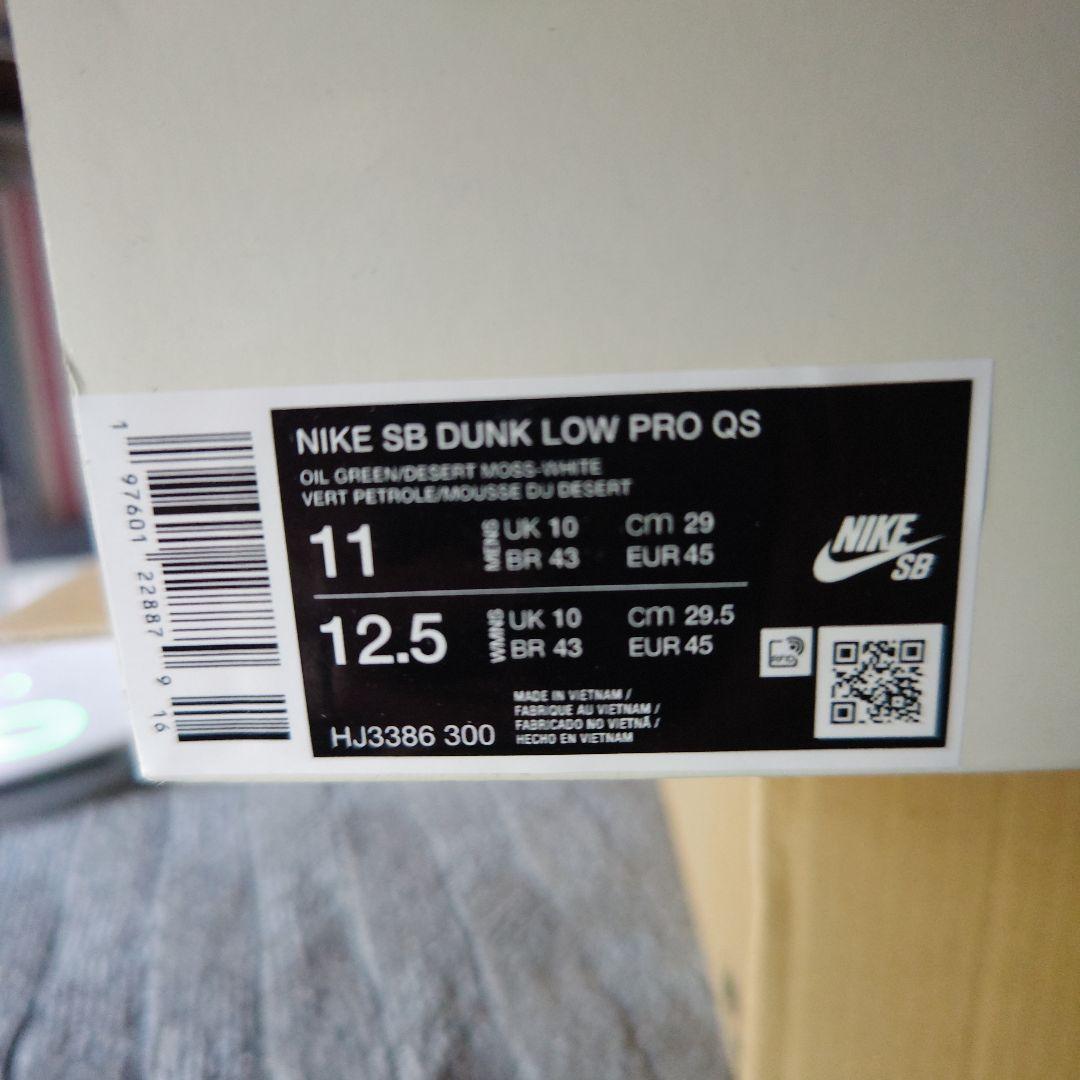 NIKE SB DUNK LOW PRO QS
OIL GREEN/DESERT MOSS-WHITE
VERT PETROLE/MOUSSE DU DESERT
11 MENS UK 10 cm 29
BR 43 EUR 45
12.5 WMNS UK 10 cm 29.5
BR 43 EUR 45
NIKE
SB
RFID
MADE IN VIETNAM /
FABRIQUE AU VIETNAM /
FABRICADO NO VIETNÃ /
HECHO EN VIETNAM
HJ3386 300
1 97601 22887 9 16